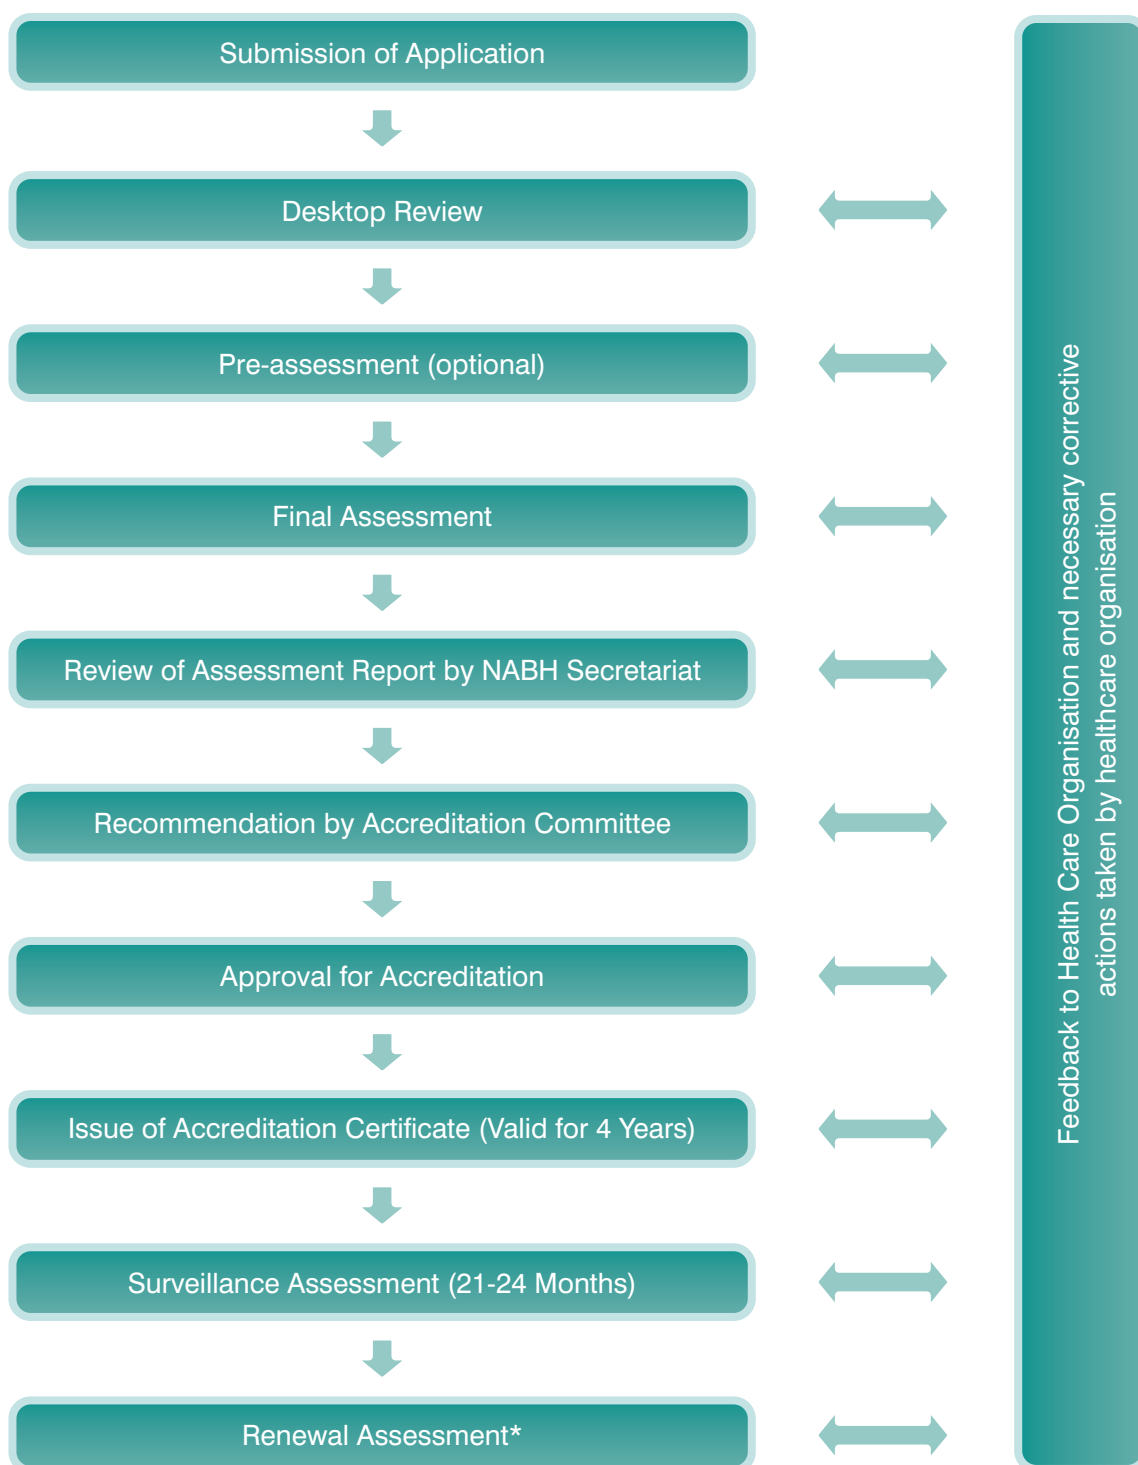 Submission of Application
Desktop Review
Pre-assessment (optional)
Final Assessment
Review of Assessment Report by NABH Secretariat
Recommendation by Accreditation Committee
Approval for Accreditation
Issue of Accreditation Certificate (Valid for 4 Years)
Surveillance Assessment (21-24 Months)
Renewal Assessment*
Feedback to Health Care Organisation and necessary corrective
actions taken by healthcare organisation